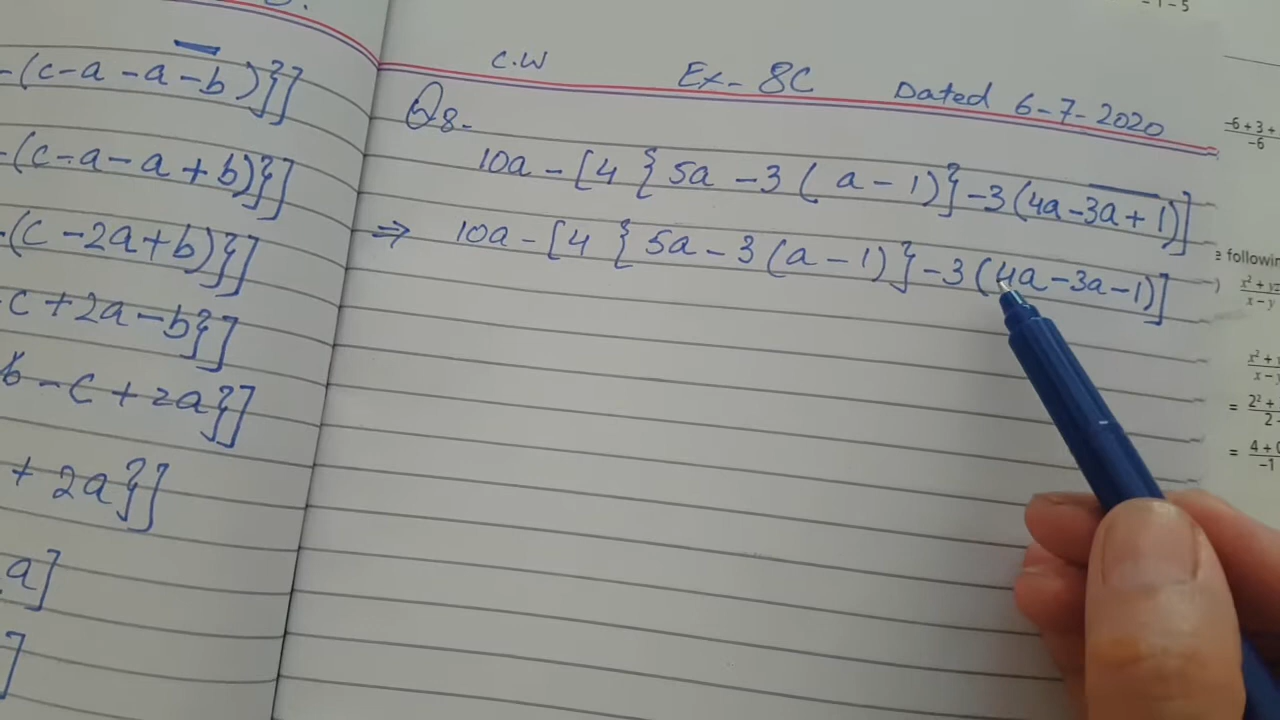 -(c-a-a-b)}]
-(c-a-a+b)}]
-(c-2a+b)}]
c+2a-b}]
b-c+2a}]
+2a}]
a]
]
C.W Ex- 8C Dated 6-7-2020
Q8-
10a-[4{5a-3(a-1)}-3(4a-3a+1)]
⇒ 10a-[4{5a-3(a-1)}-3(4a-3a-1)]
-1-5
-6+3+
-6
e followin
x²+yz
x-y
x²+y
x-y
= 2²+
2-
= 4+0
-1